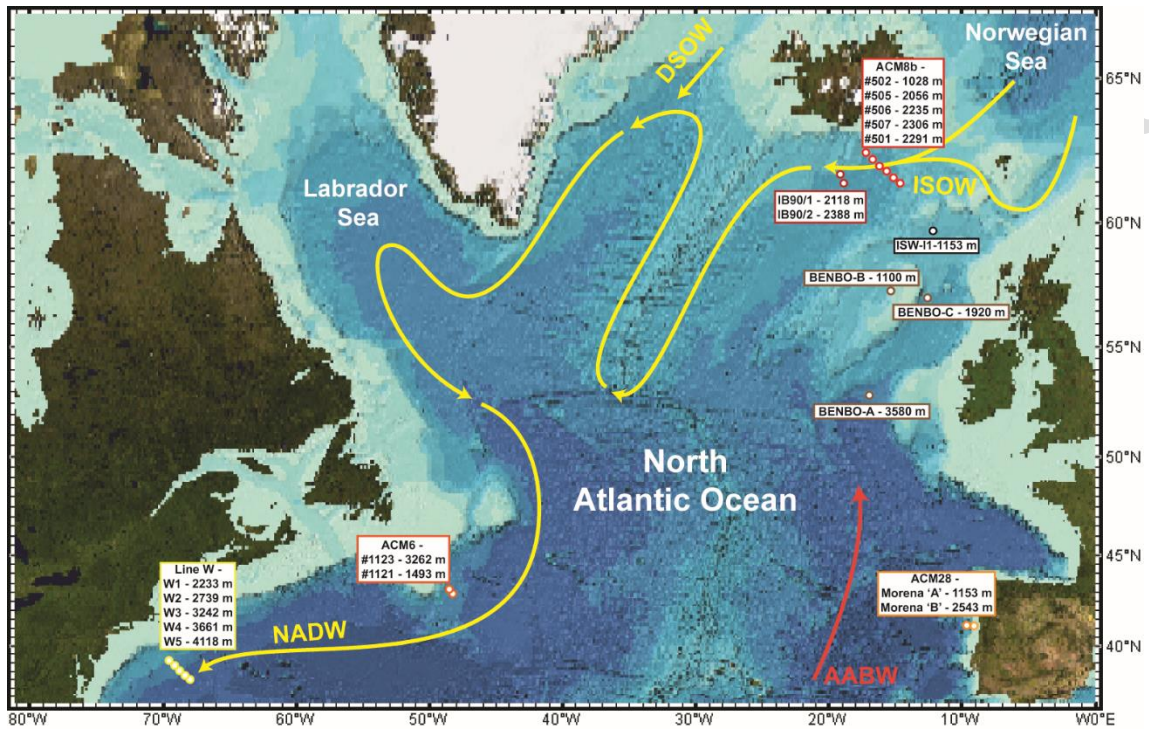 Norwegian
Sea
DSOW
ACM8b -
#502 - 1028 m
#505 - 2056 m
#506 - 2235 m
#507 - 2306 m
#501 - 2291 m
65°N
Labrador
Sea
ISOW
IB90/1 - 2118 m
IB90/2 - 2388 m
60°N
ISW-I1-1153 m
BENBO-B - 1100 m
BENBO-C - 1920 m
55°N
BENBO-A - 3580 m
North
Atlantic Ocean
50°N
ACM6 -
#1123 - 3262 m
#1121 - 1493 m
45°N
Line W -
W1 - 2233 m
W2 - 2739 m
W3 - 3242 m
W4 - 3661 m
W5 - 4118 m
ACM28 -
Morena 'A' - 1153 m
Morena 'B' - 2543 m
NADW
40°N
AABW
80°W 70°W 60°W 50°W 40°W 30°W 20°W 10°W W0°E